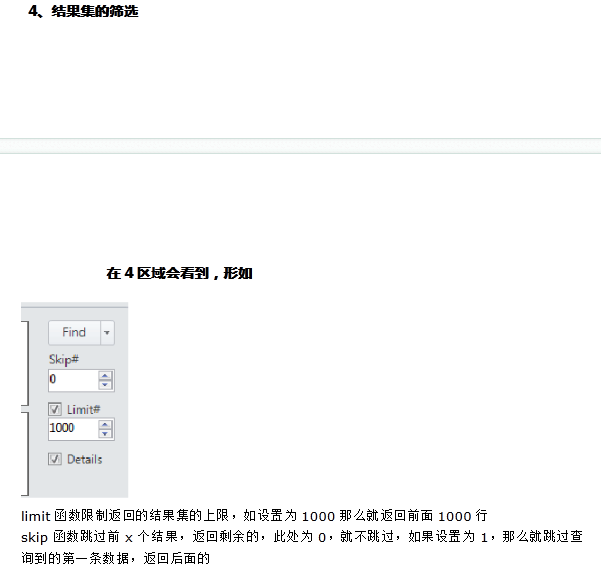 4、结果集的筛选
在 4 区域会看到，形如
Find
Skip#
0
Limit#
1000
Details
limit 函数限制返回的结果集的上限，如设置为 1000 那么就返回前面 1000 行
skip 函数跳过前 x 个结果，返回剩余的，此处为 0，就不跳过，如果设置为 1，那么就跳过查
询到的第一条数据，返回后面的